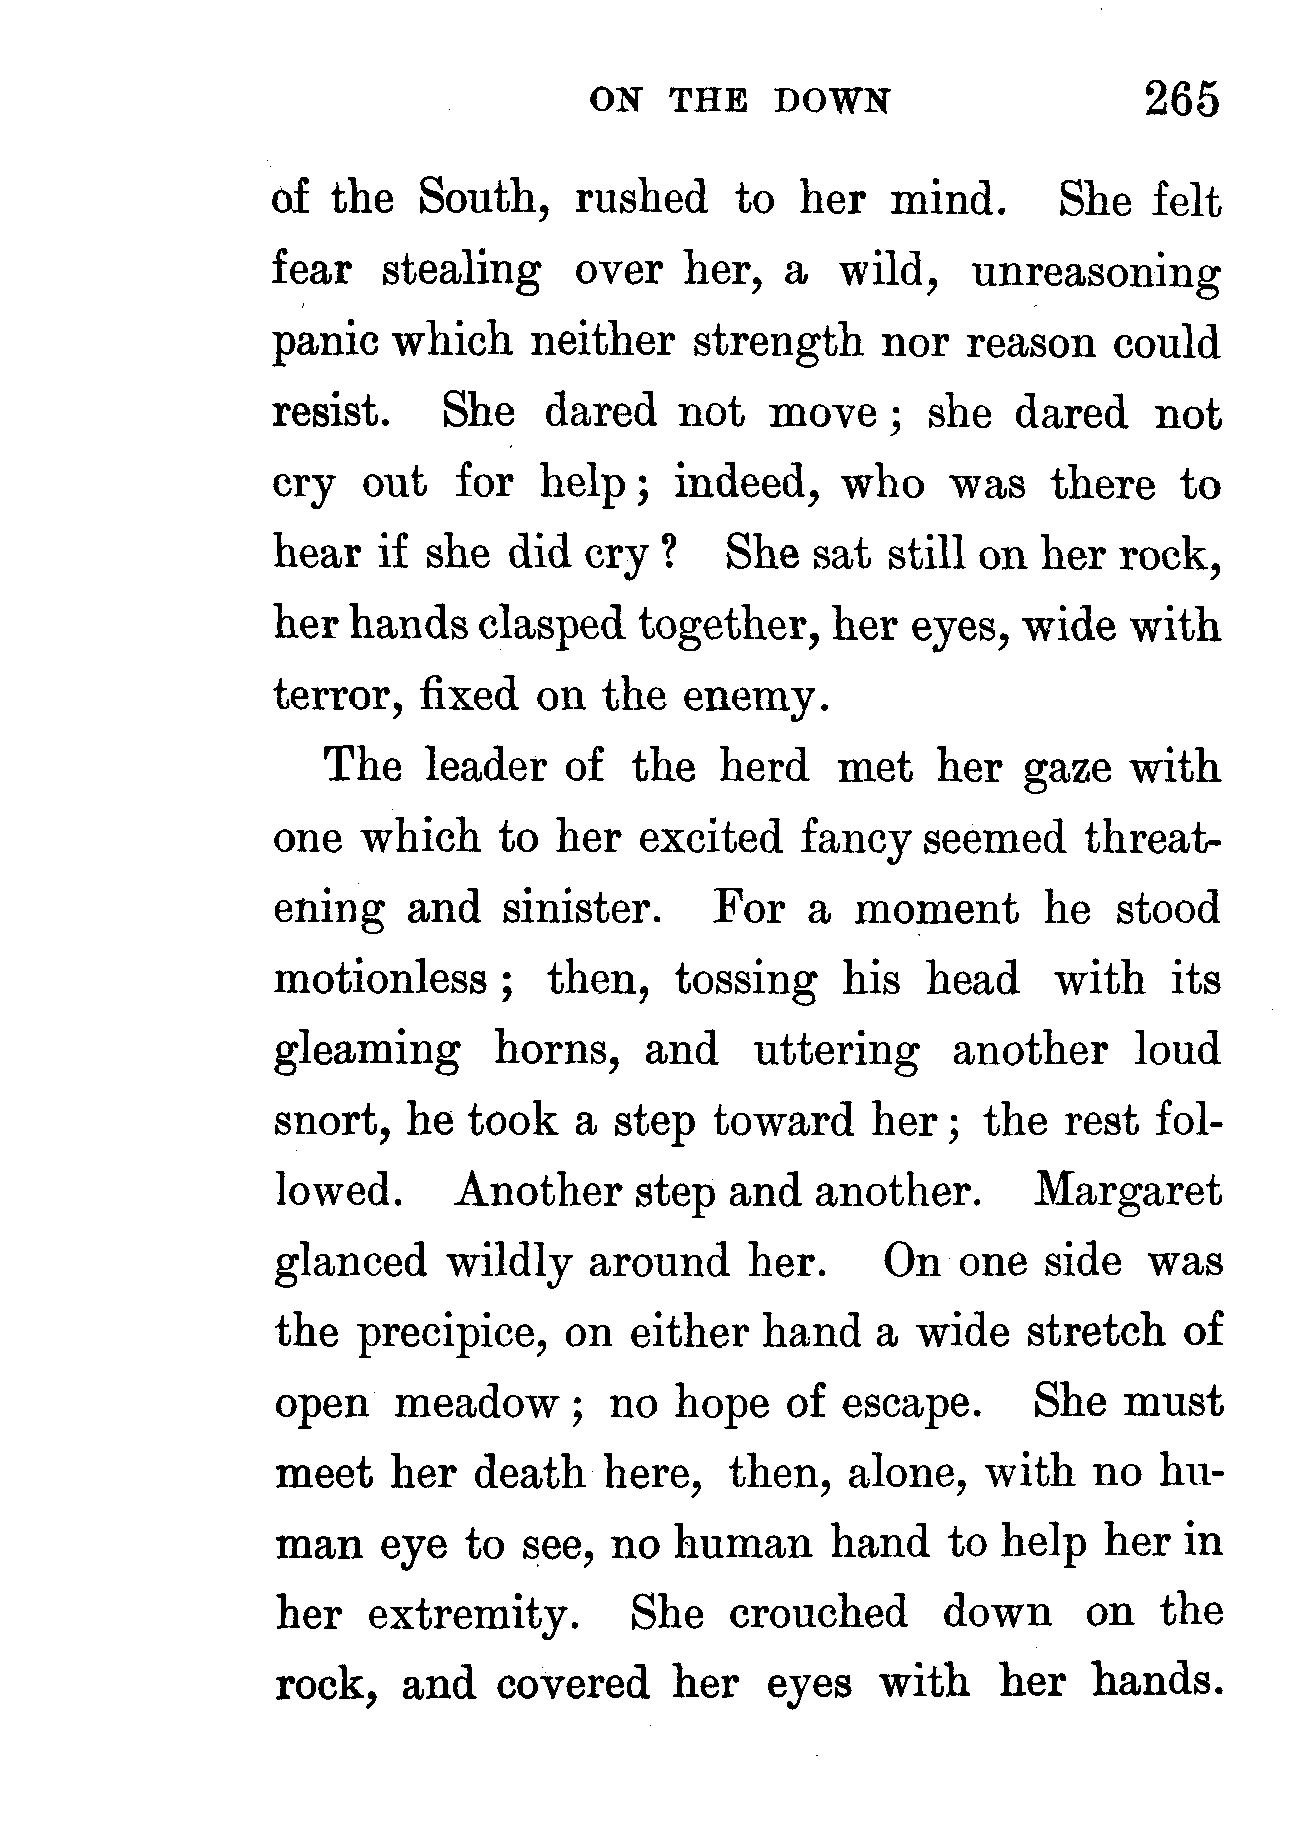 ON THE DOWN 265
of the South, rushed to her mind. She felt
fear stealing over her, a wild, unreasoning
panic which neither strength nor reason could
resist. She dared not move ; she dared not
cry out for help ; indeed, who was there to
hear if she did cry ? She sat still on her rock,
her hands clasped together, her eyes, wide with
terror, fixed on the enemy.
The leader of the herd met her gaze with
one which to her excited fancy seemed threat-
ening and sinister. For a moment he stood
motionless ; then, tossing his head with its
gleaming horns, and uttering another loud
snort, he took a step toward her ; the rest fol-
lowed. Another step and another. Margaret
glanced wildly around her. On one side was
the precipice, on either hand a wide stretch of
open meadow ; no hope of escape. She must
meet her death here, then, alone, with no hu-
man eye to see, no human hand to help her in
her extremity. She crouched down on the
rock, and covered her eyes with her hands.